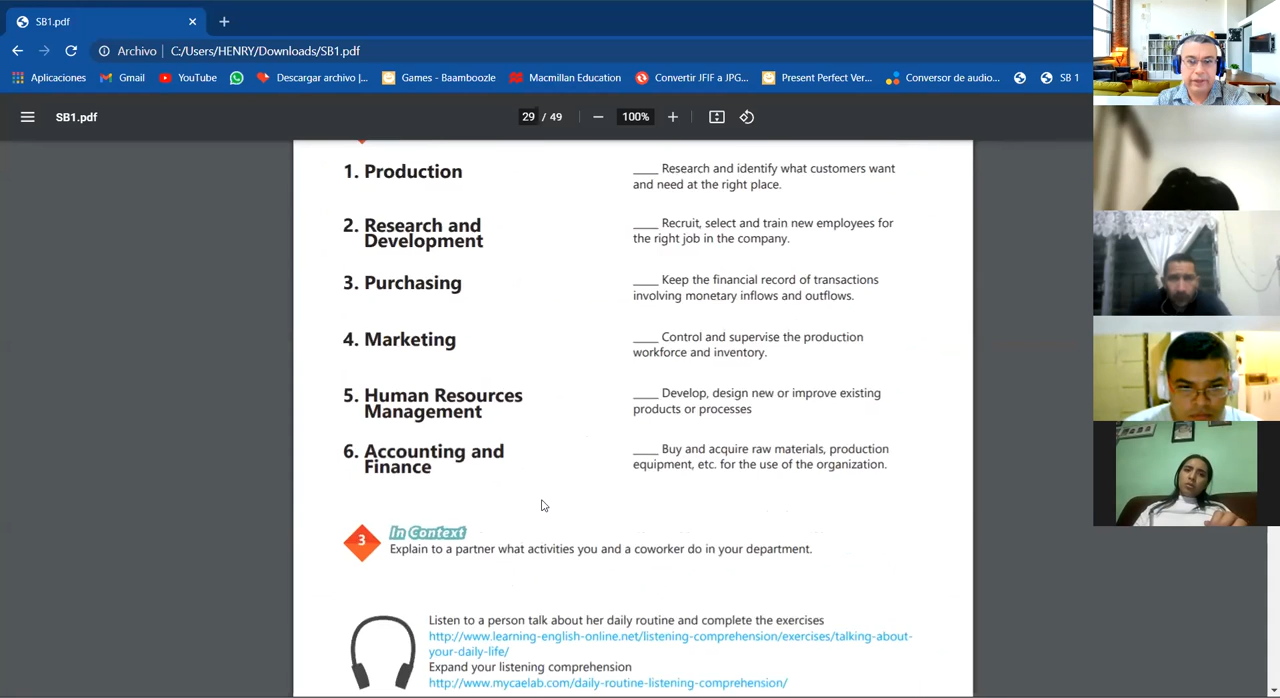 SB1.pdf
Archivo C:/Users/HENRY/Downloads/SB1.pdf
Aplicaciones Gmail YouTube Descargar archivo |... Games - Baamboozle Macmillan Education Convertir JFIF a JPG... Present Perfect Ver... Conversor de audio... SB 1
SB1.pdf 29 / 49 100%
1. Production
____ Research and identify what customers want
and need at the right place.
2. Research and
Development
____ Recruit, select and train new employees for
the right job in the company.
3. Purchasing
____ Keep the financial record of transactions
involving monetary inflows and outflows.
4. Marketing
____ Control and supervise the production
workforce and inventory.
5. Human Resources
Management
____ Develop, design new or improve existing
products or processes
6. Accounting and
Finance
____ Buy and acquire raw materials, production
equipment, etc. for the use of the organization.
3
In Context
Explain to a partner what activities you and a coworker do in your department.
Listen to a person talk about her daily routine and complete the exercises
http://www.learning-english-online.net/listening-comprehension/exercises/talking-about-
your-daily-life/
Expand your listening comprehension
http://www.mycaelab.com/daily-routine-listening-comprehension/